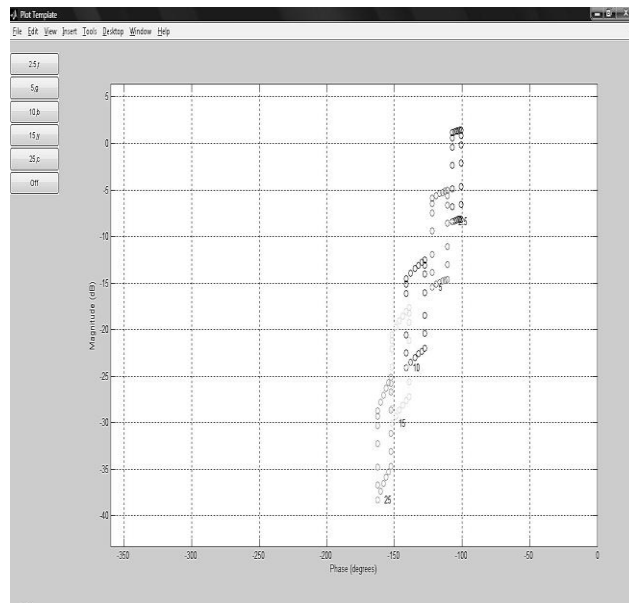 Plot Template
File Edit View Insert Tools Desktop Window Help
2.5,r
5,g
10,b
15,y
25,c
Off
5
0
-5
-10
-15
-20
-25
-30
-35
-40
Magnitude (dB)
2.5
5
10
15
25
-350
-300
-250
-200
-150
-100
-50
0
Phase (degrees)